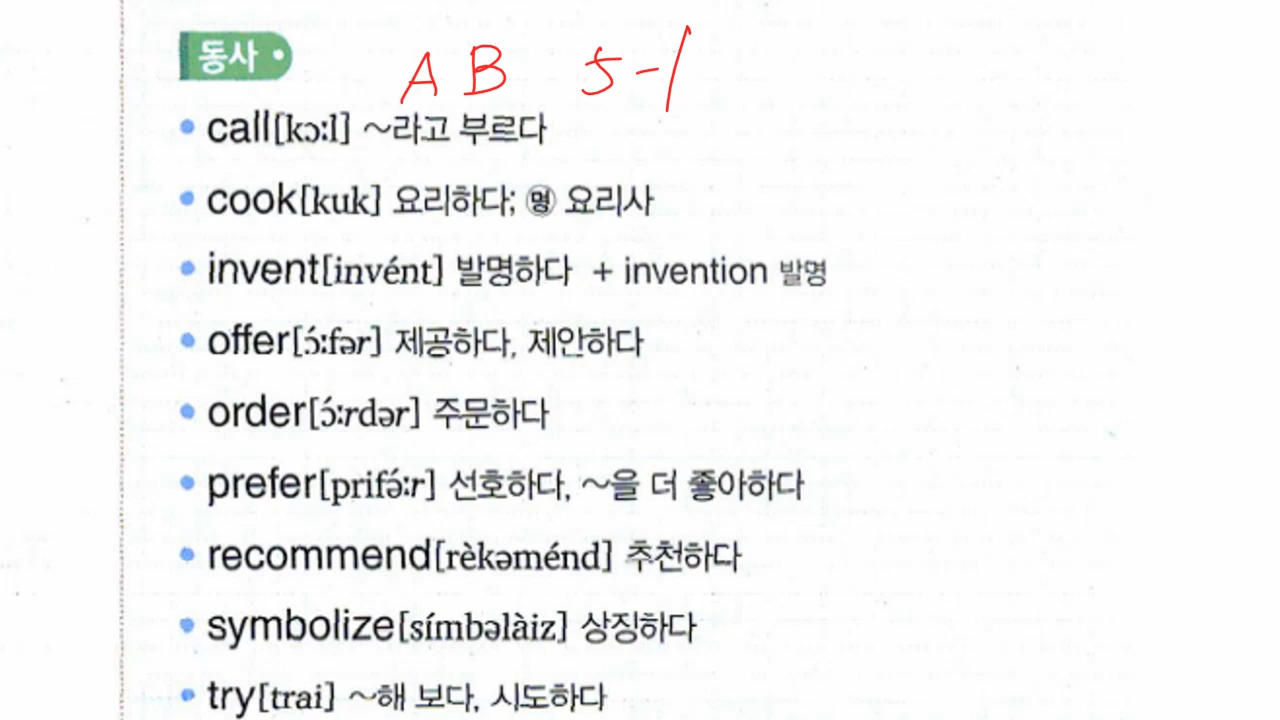 동사
AB 5-1
call[kɔːl] ～라고 부르다
cook[kuk] 요리하다; 명 요리사
invent[invént] 발명하다 + invention 발명
offer[ɔ́ːfər] 제공하다, 제안하다
order[ɔ́ːrdər] 주문하다
prefer[prifə́ːr] 선호하다, ～을 더 좋아하다
recommend[rèkəménd] 추천하다
symbolize[símbəlàiz] 상징하다
try[trai] ～해 보다, 시도하다